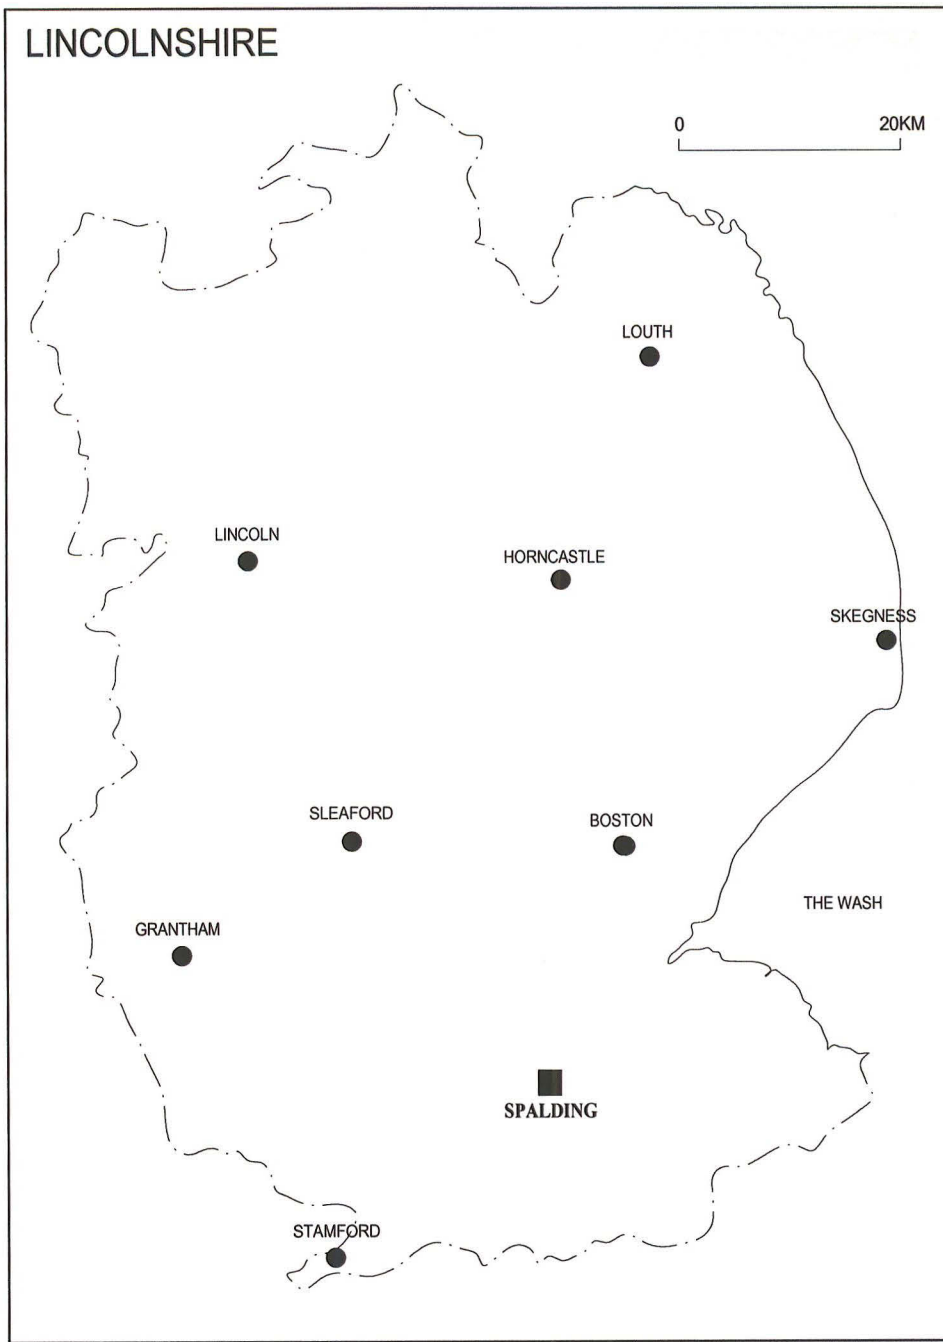 LINCOLNSHIRE
0 20KM
LOUTH
LINCOLN
HORNCASTLE
SKEGNESS
SLEAFORD
BOSTON
THE WASH
GRANTHAM
SPALDING
STAMFORD